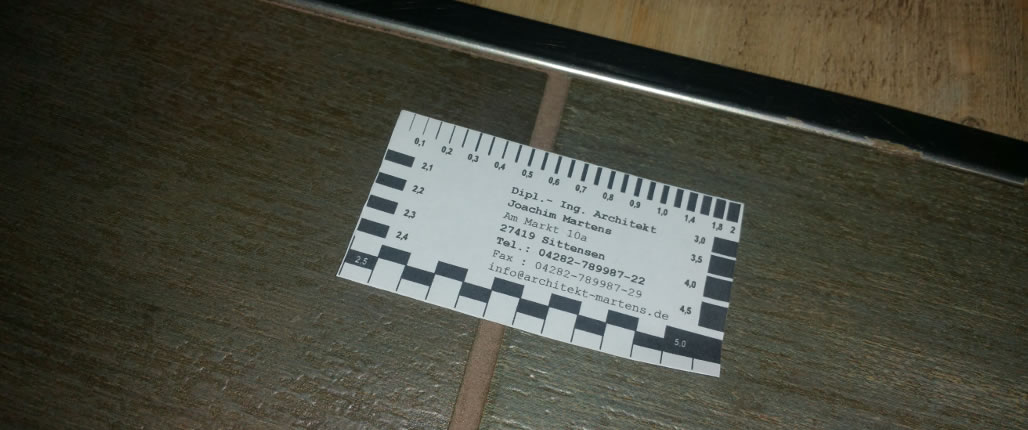 0,1 0,2 0,3 0,4 0,5 0,6 0,7 0,8 0,9 1,0 1,4 1,8 2
2,1
2,2
2,3
2,4
2,5
Dipl.- Ing. Architekt
Joachim Martens
Am Markt 10a
27419 Sittensen
Tel.: 04282-789987-22
Fax : 04282-789987-29
info@architekt-martens.de
3,0
3,5
4,0
4,5
5.0